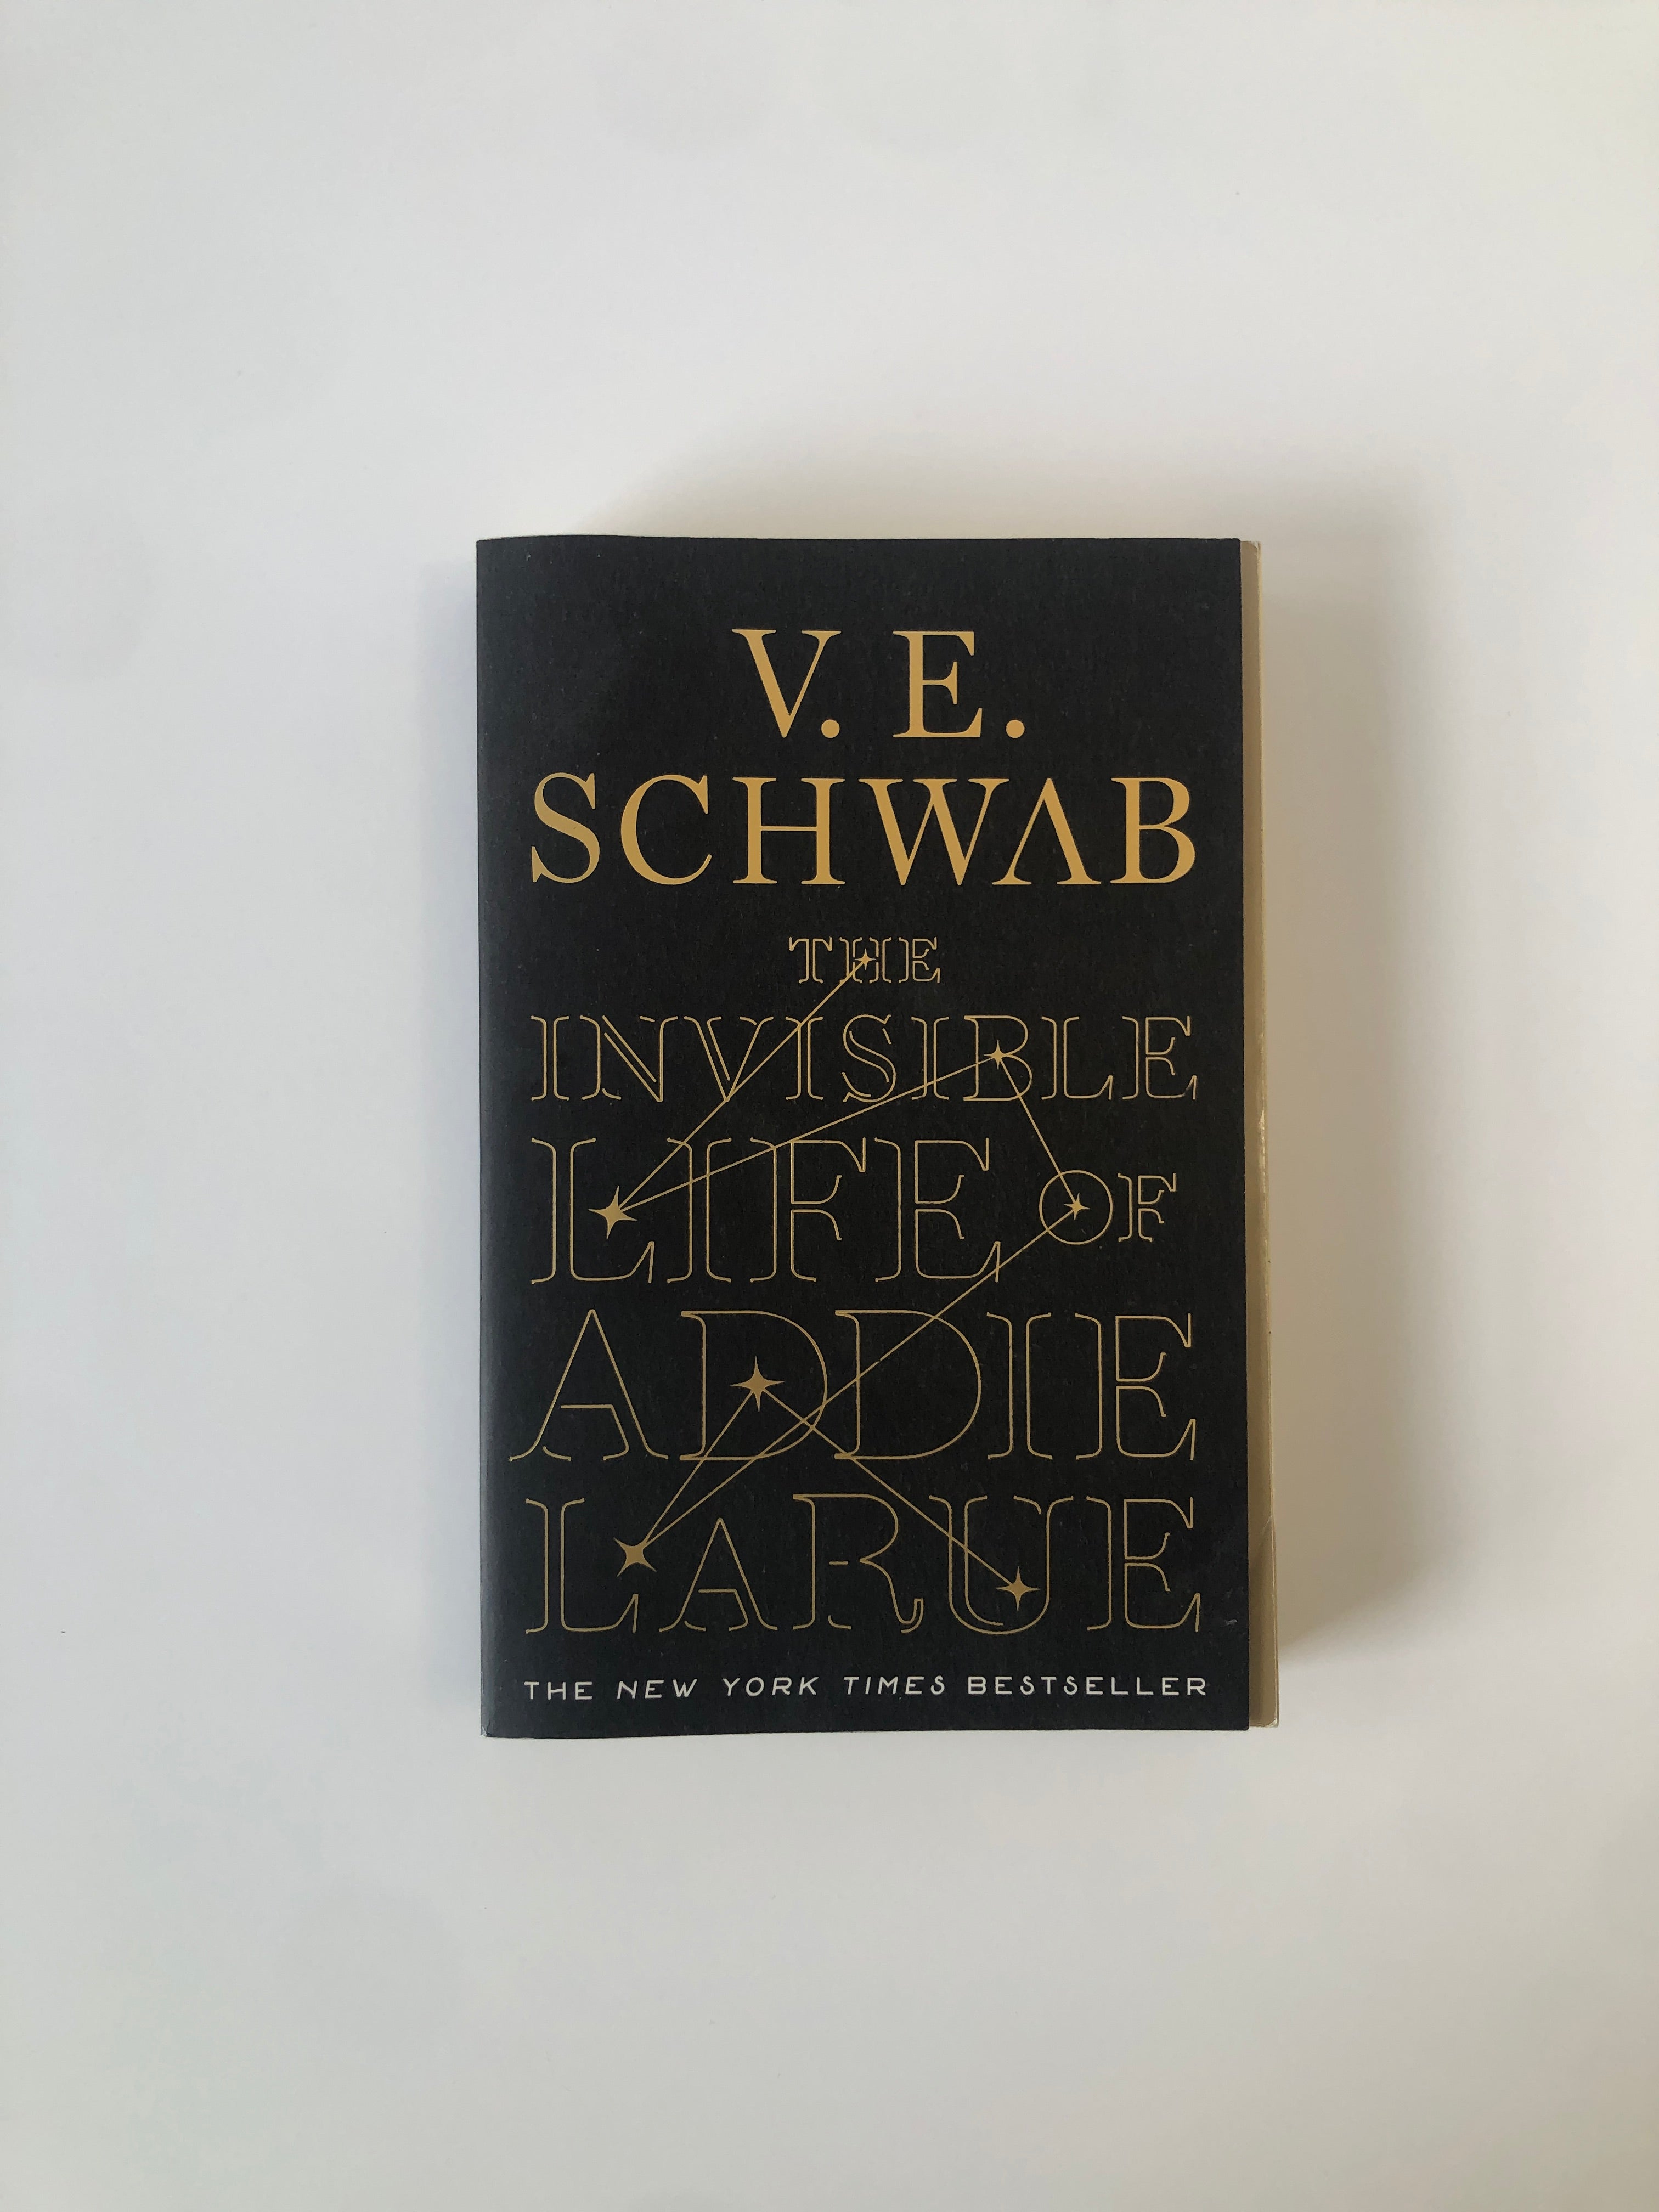 V. E.
SCHWAB
THE
INVISIBLE
LIFE OF
ADDIE
LARUE
THE NEW YORK TIMES BESTSELLER